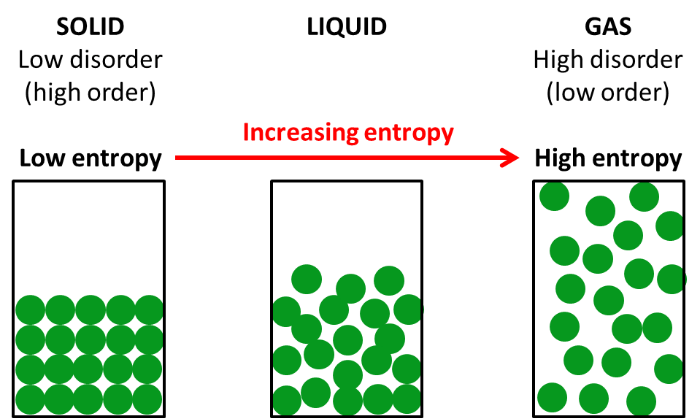 SOLID
Low disorder
(high order)
LIQUID
GAS
High disorder
(low order)
Increasing entropy
Low entropy
High entropy